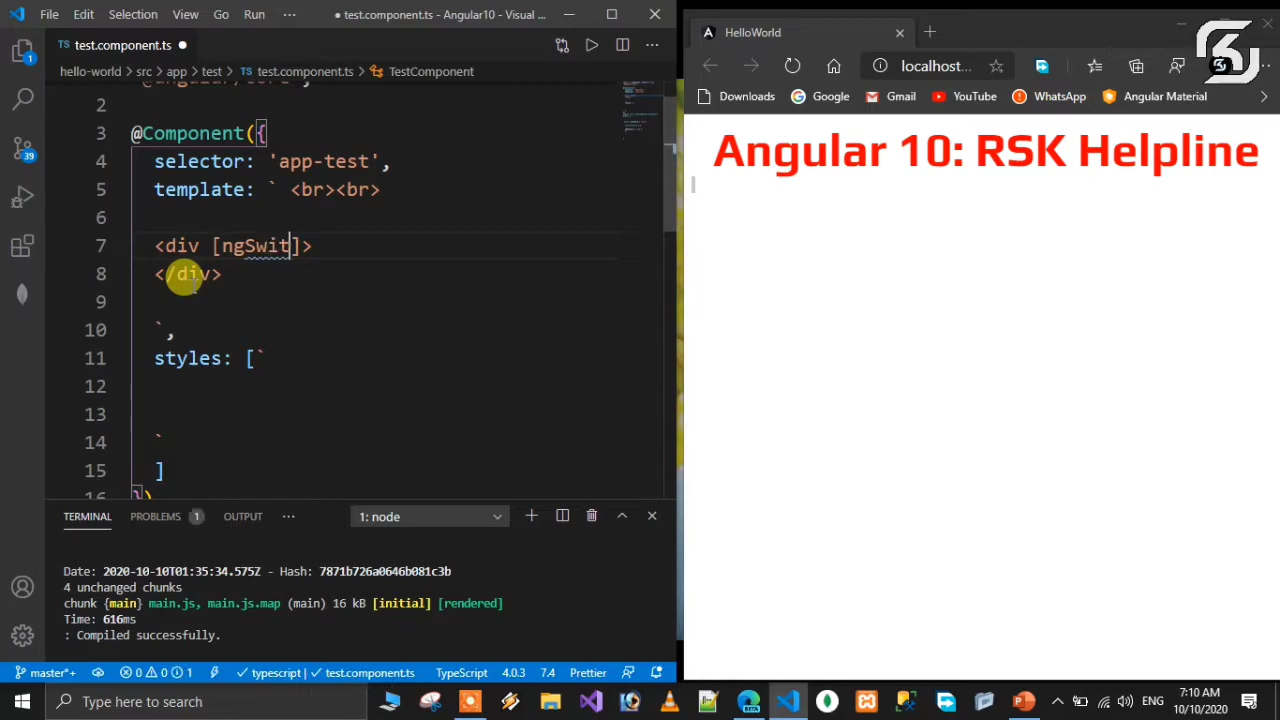 File Edit Selection View Go Run ··· ● test.component.ts - Angular10 - Visual ...
TS test.component.ts ●
hello-world > src > app > test > TS test.component.ts > TestComponent
2
3 @Component({
4 selector: 'app-test',
5 template: ` <br><br>
6
7 <div [ngSwit]>
8 </div>
9
10 `,
11 styles: [`
12
13
14 `
15 ]
16 })
1
39
TERMINAL PROBLEMS 1 OUTPUT ··· 1: node
Date: 2020-10-10T01:35:34.575Z - Hash: 7871b726a0646b081c3b
4 unchanged chunks
chunk {main} main.js, main.js.map (main) 16 kB [initial] [rendered]
Time: 616ms
: Compiled successfully.
master*+ 0 0 1 typescript | test.component.ts TypeScript 4.0.3 7.4 Prettier
HelloWorld
localhost...
Downloads Google Gmail YouTube WhatsApp Angular Material
Angular 10: RSK Helpline
Type here to search
BETA
ENG
7:10 AM
10/10/2020